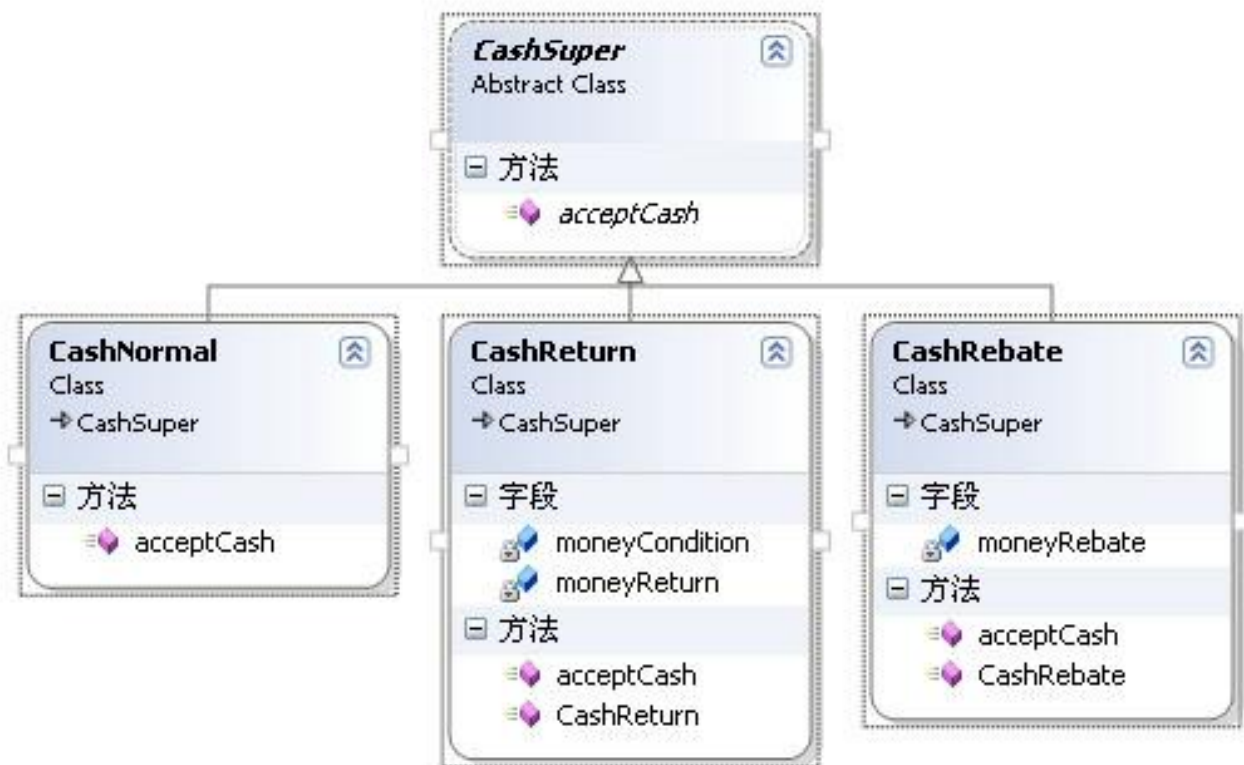 CashSuper
Abstract Class
方法
acceptCash
CashNormal
Class
CashSuper
方法
acceptCash
CashReturn
Class
CashSuper
字段
moneyCondition
moneyReturn
方法
acceptCash
CashReturn
CashRebate
Class
CashSuper
字段
moneyRebate
方法
acceptCash
CashRebate